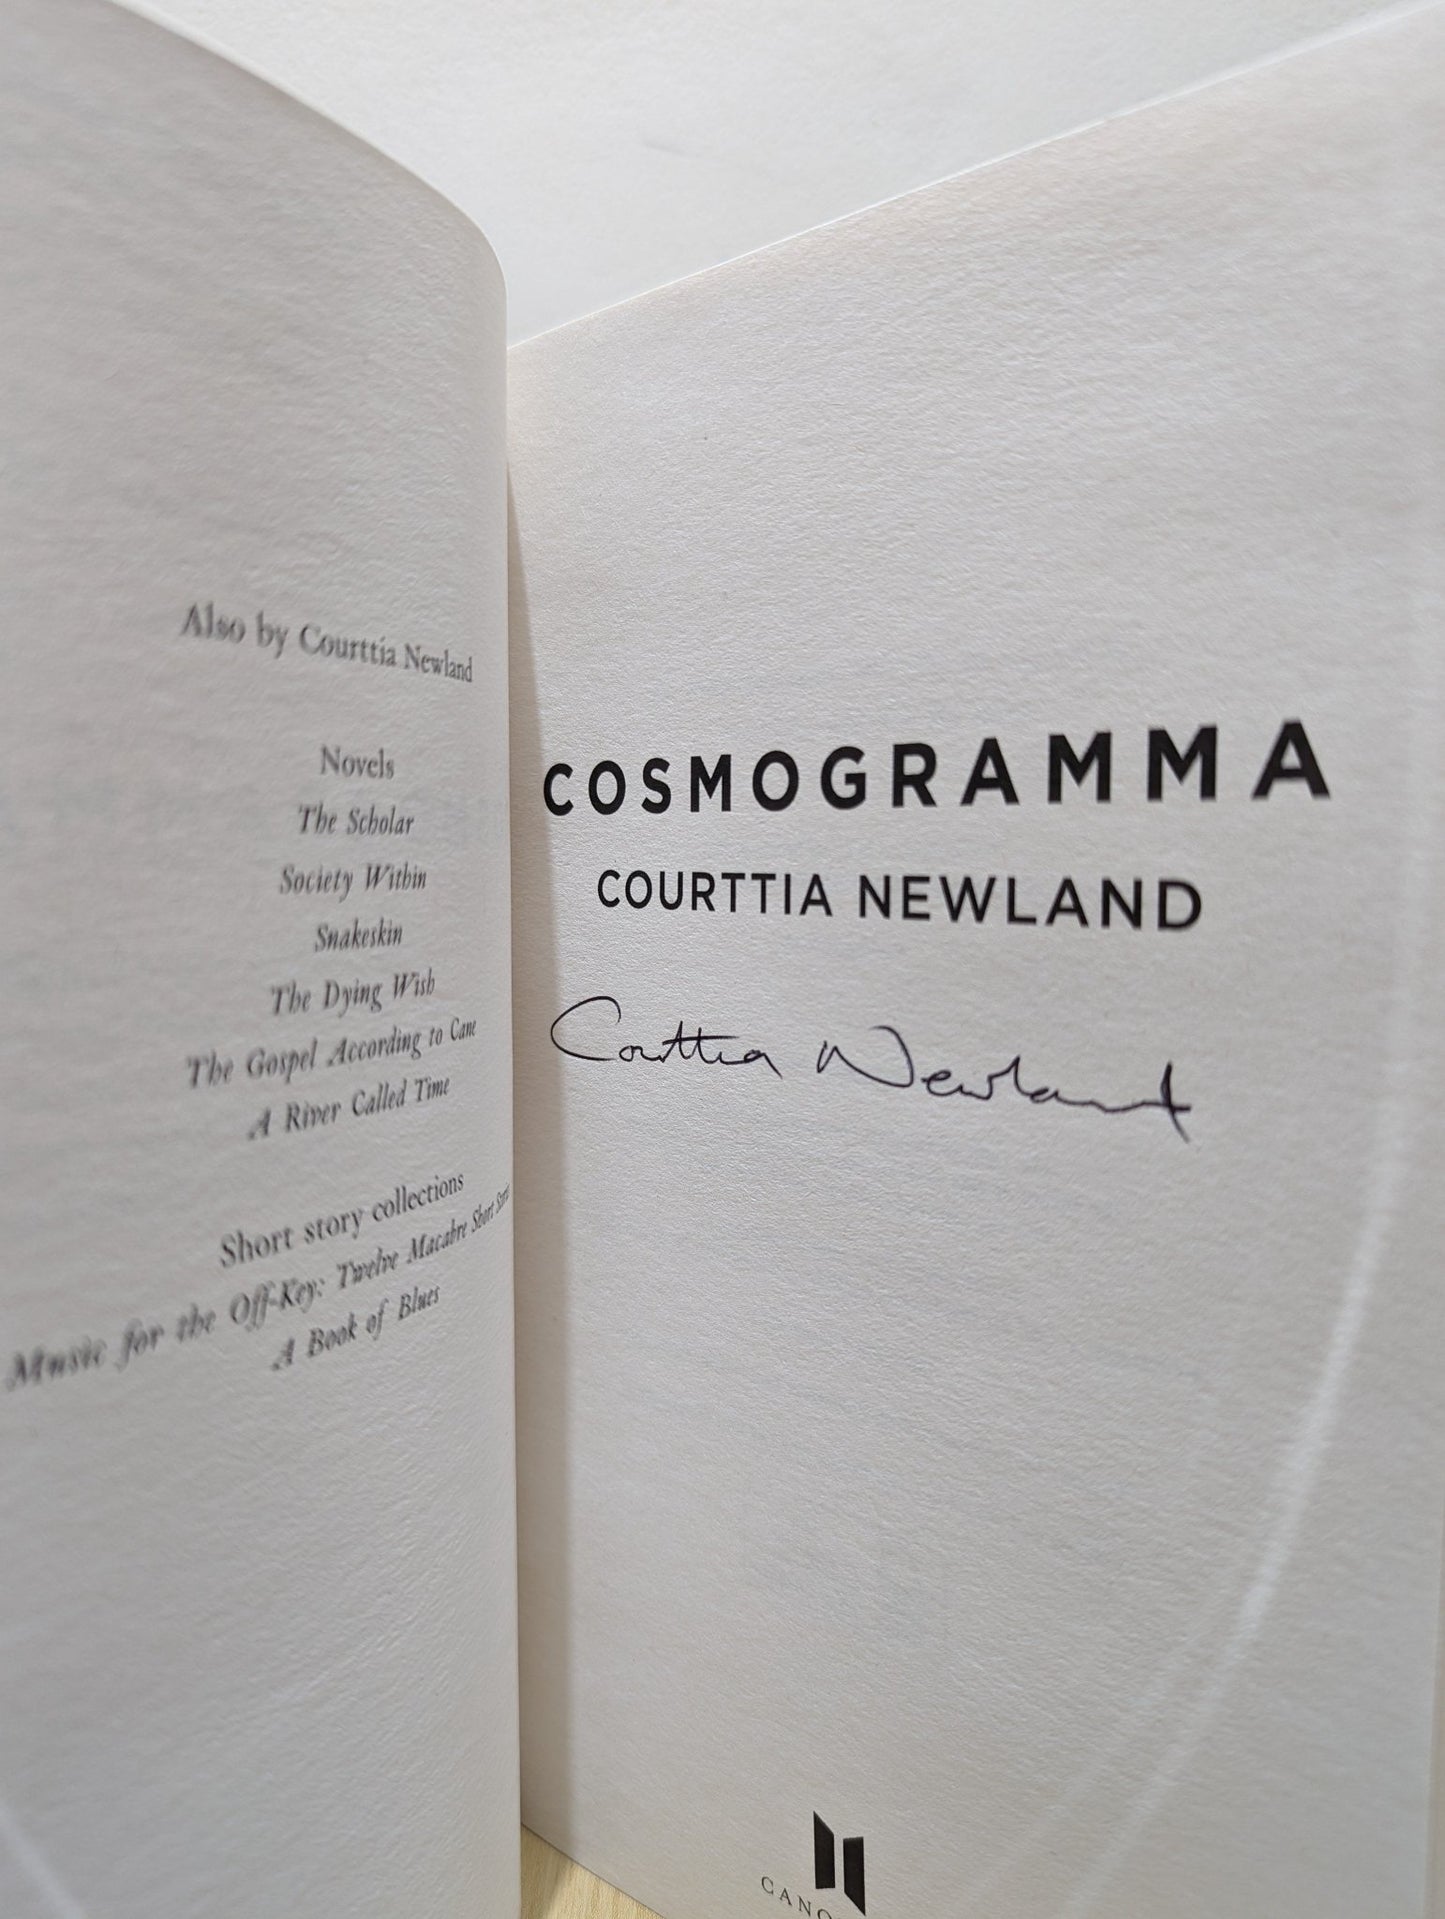 Also by Courttia Newland
Novels
The Scholar
Society Within
Snakeskin
The Dying Wish
The Gospel According to Cane
A River Called Time
Short story collections
Music for the Off-Key: Twelve Macabre Short Stories
A Book of Blues
COSMOGRAMMA
COURTTIA NEWLAND
Courttia Newland
CANO